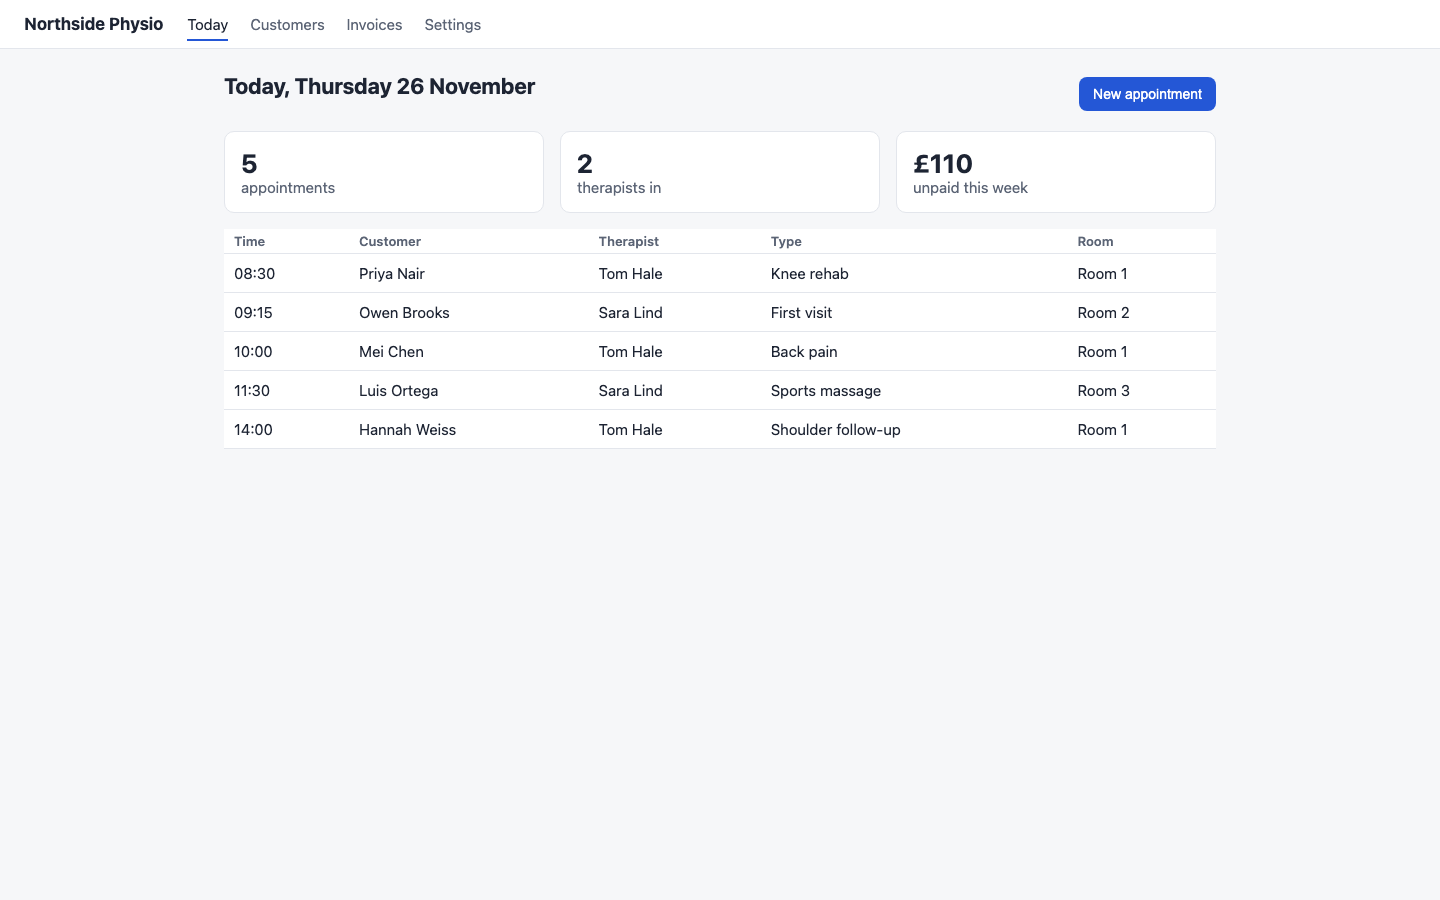 Northside Physio Today Customers Invoices Settings
Today, Thursday 26 November
New appointment
5
appointments
2
therapists in
£110
unpaid this week
Time Customer Therapist Type Room
08:30 Priya Nair Tom Hale Knee rehab Room 1
09:15 Owen Brooks Sara Lind First visit Room 2
10:00 Mei Chen Tom Hale Back pain Room 1
11:30 Luis Ortega Sara Lind Sports massage Room 3
14:00 Hannah Weiss Tom Hale Shoulder follow-up Room 1